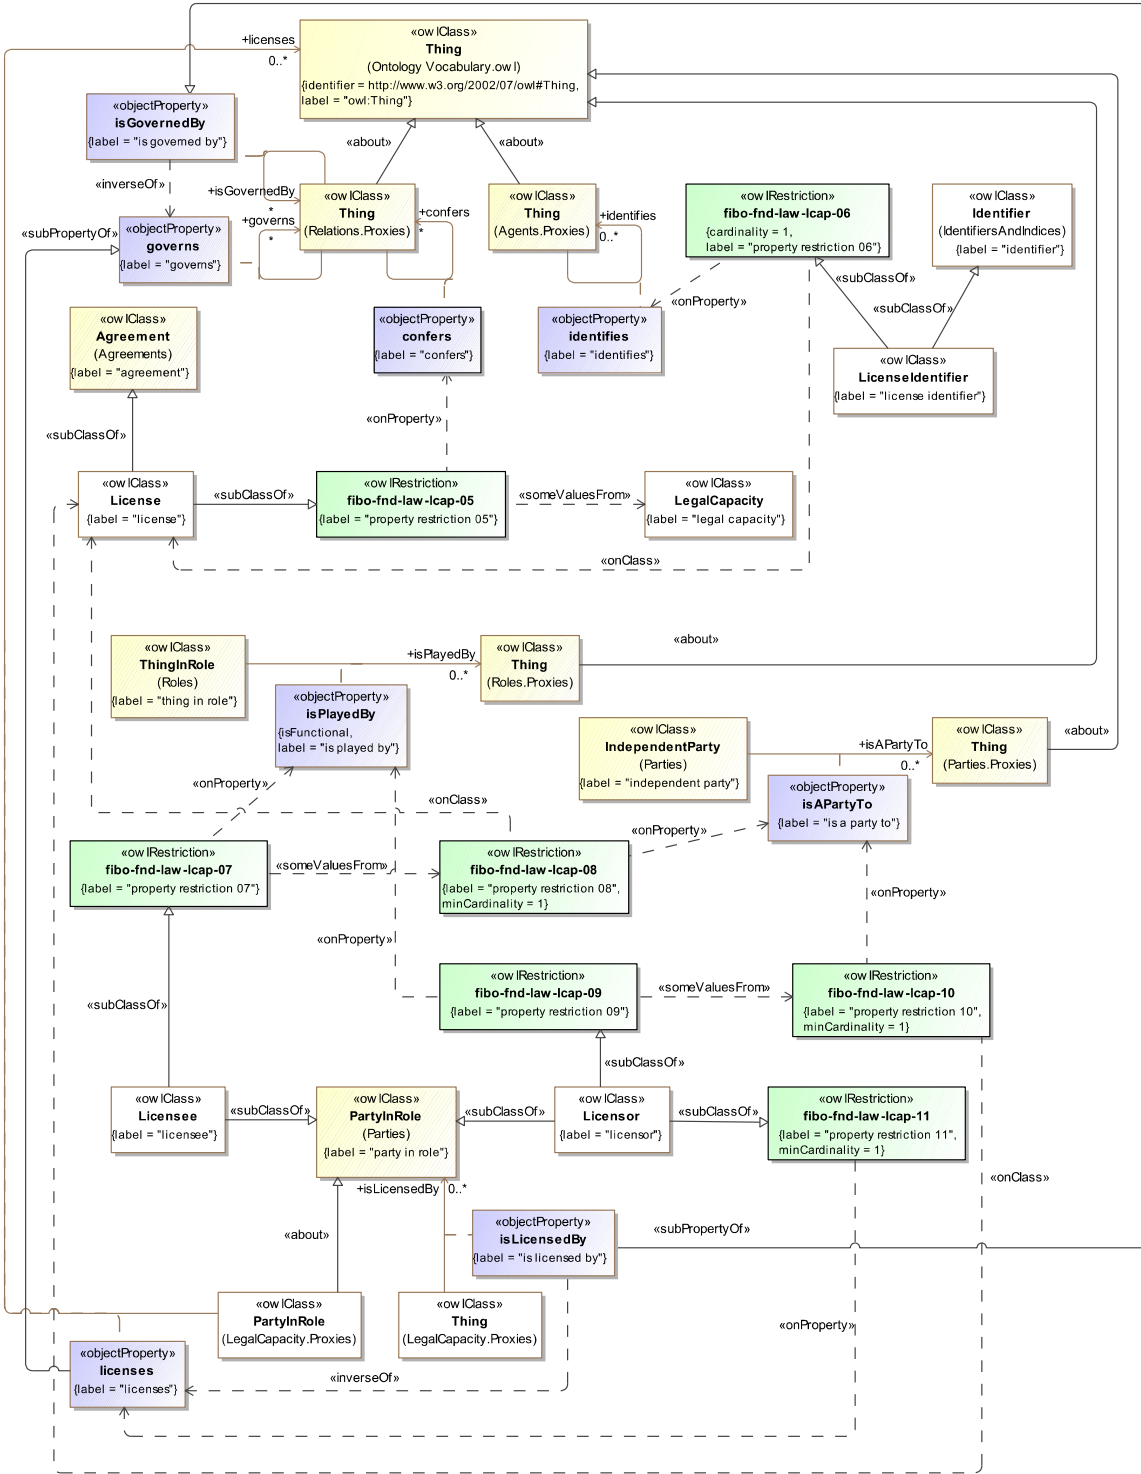 +licenses
0..*
«owlClass»
Thing
(Ontology Vocabulary.owl)
{identifier = http://www.w3.org/2002/07/owl#Thing,
label = "owl:Thing"}
«objectProperty»
isGovernedBy
{label = "is governed by"}
«about»
«about»
«inverseOf»
+isGovernedBy
*
+governs
*
«owlClass»
Thing
(Relations.Proxies)
+confers
*
«owlClass»
Thing
(Agents.Proxies)
+identifies
0..*
«owlRestriction»
fibo-fnd-law-lcap-06
{cardinality = 1,
label = "property restriction 06"}
«owlClass»
Identifier
(IdentifiersAndIndices)
{label = "identifier"}
«subPropertyOf»
«objectProperty»
governs
{label = "governs"}
«subClassOf»
«subClassOf»
«onProperty»
«owlClass»
Agreement
(Agreements)
{label = "agreement"}
«objectProperty»
confers
{label = "confers"}
«objectProperty»
identifies
{label = "identifies"}
«owlClass»
LicenseIdentifier
{label = "license identifier"}
«onProperty»
«subClassOf»
«owlClass»
License
{label = "license"}
«subClassOf»
«owlRestriction»
fibo-fnd-law-lcap-05
{label = "property restriction 05"}
«someValuesFrom»
«owlClass»
LegalCapacity
{label = "legal capacity"}
«onClass»
«owlClass»
ThingInRole
(Roles)
{label = "thing in role"}
+isPlayedBy
0..*
«owlClass»
Thing
(Roles.Proxies)
«about»
«objectProperty»
isPlayedBy
{isFunctional,
label = "is played by"}
«owlClass»
IndependentParty
(Parties)
{label = "independent party"}
+isAPartyTo
0..*
«owlClass»
Thing
(Parties.Proxies)
«about»
«onProperty»
«onClass»
«objectProperty»
isAPartyTo
{label = "is a party to"}
«onProperty»
«owlRestriction»
fibo-fnd-law-lcap-07
{label = "property restriction 07"}
«someValuesFrom»
«owlRestriction»
fibo-fnd-law-lcap-08
{label = "property restriction 08",
minCardinality = 1}
«onProperty»
«onProperty»
«owlRestriction»
fibo-fnd-law-lcap-09
{label = "property restriction 09"}
«someValuesFrom»
«owlRestriction»
fibo-fnd-law-lcap-10
{label = "property restriction 10",
minCardinality = 1}
«subClassOf»
«subClassOf»
«owlClass»
Licensee
{label = "licensee"}
«subClassOf»
«owlClass»
PartyInRole
(Parties)
{label = "party in role"}
«subClassOf»
«owlClass»
Licensor
{label = "licensor"}
«subClassOf»
«owlRestriction»
fibo-fnd-law-lcap-11
{label = "property restriction 11",
minCardinality = 1}
«onClass»
+isLicensedBy
0..*
«about»
«objectProperty»
isLicensedBy
{label = "is licensed by"}
«subPropertyOf»
«owlClass»
PartyInRole
(LegalCapacity.Proxies)
«owlClass»
Thing
(LegalCapacity.Proxies)
«onProperty»
«objectProperty»
licenses
{label = "licenses"}
«inverseOf»